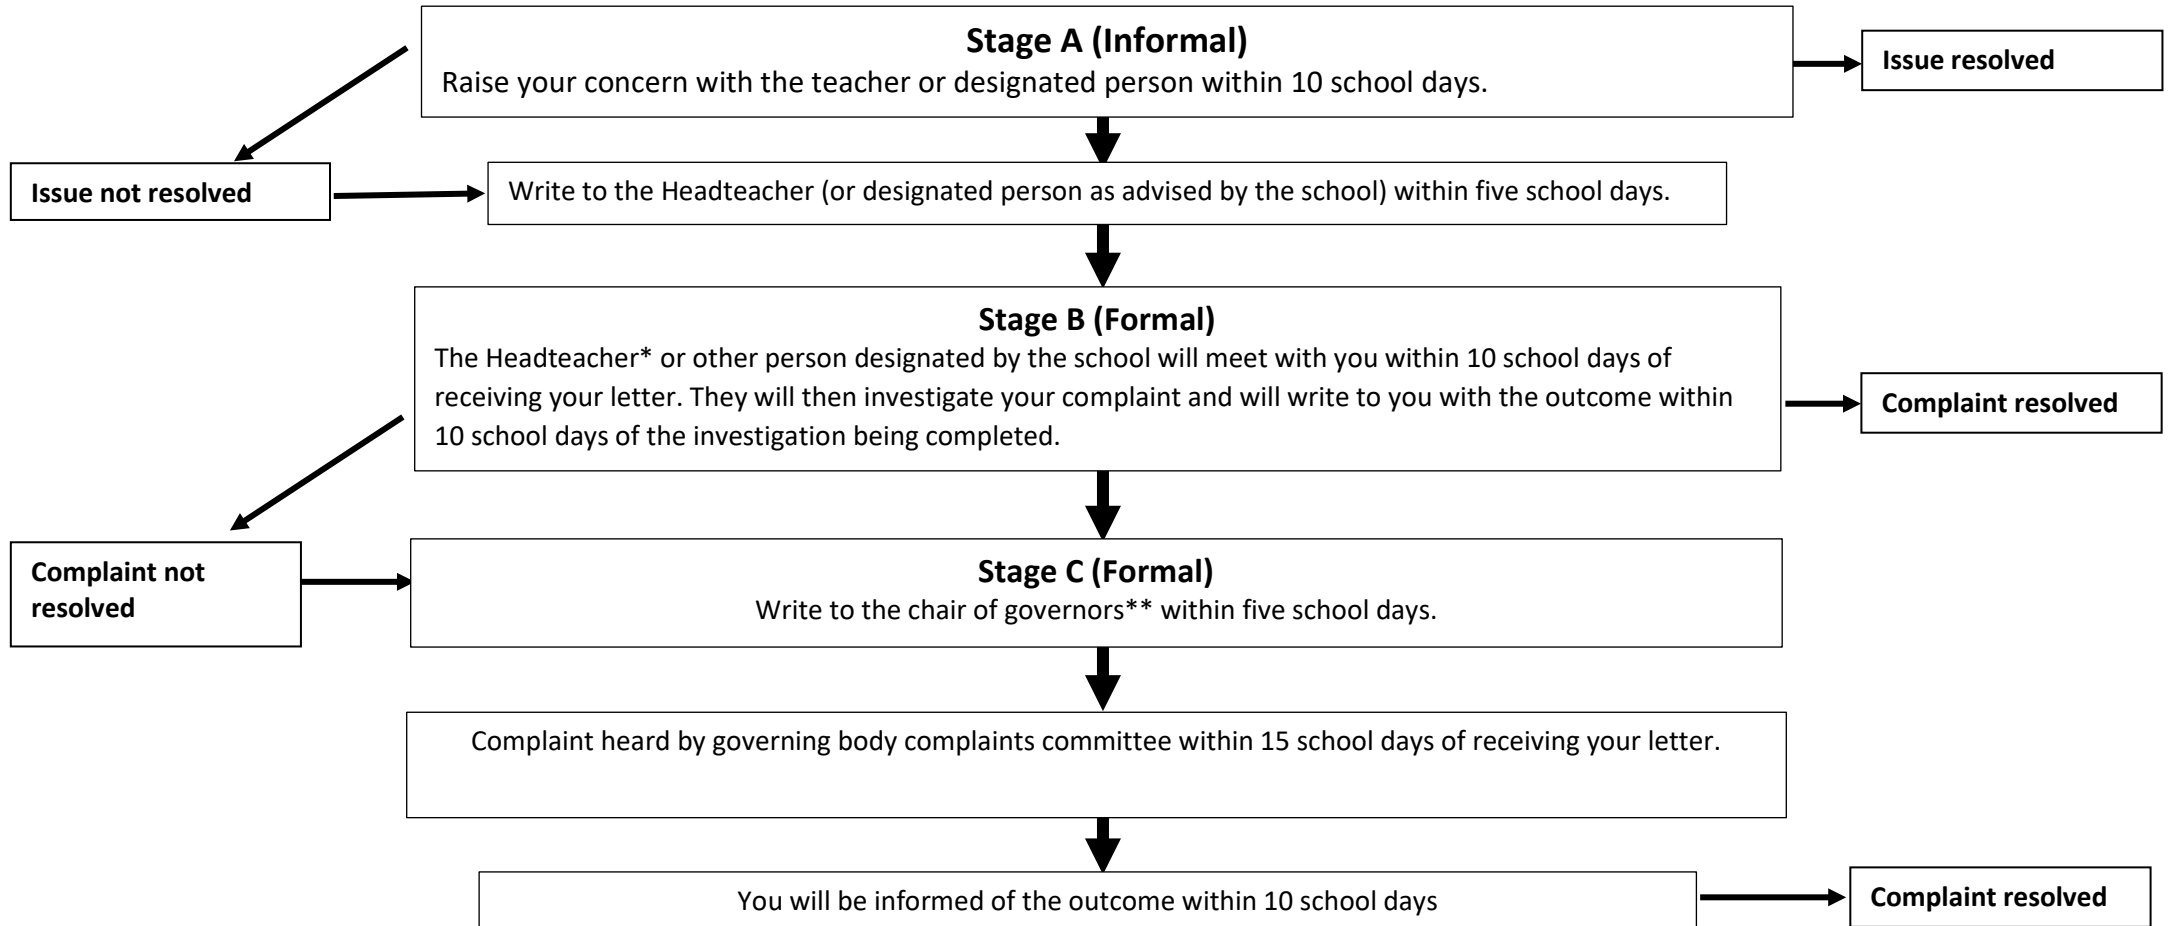 Stage A (Informal)
Raise your concern with the teacher or designated person within 10 school days.
Issue resolved
Issue not resolved
Write to the Headteacher (or designated person as advised by the school) within five school days.
Stage B (Formal)
The Headteacher* or other person designated by the school will meet with you within 10 school days of
receiving your letter. They will then investigate your complaint and will write to you with the outcome within
10 school days of the investigation being completed.
Complaint resolved
Complaint not
resolved
Stage C (Formal)
Write to the chair of governors** within five school days.
Complaint heard by governing body complaints committee within 15 school days of receiving your letter.
You will be informed of the outcome within 10 school days
Complaint resolved